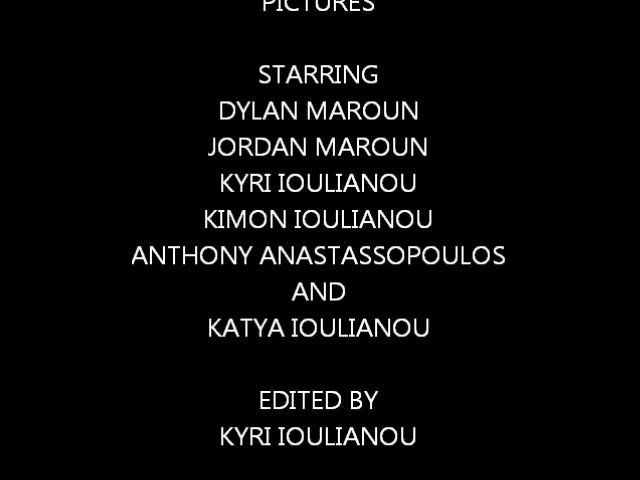 PICTURES
STARRING
DYLAN MAROUN
JORDAN MAROUN
KYRI IOULIANOU
KIMON IOULIANOU
ANTHONY ANASTASSOPOULOS
AND
KATYA IOULIANOU
EDITED BY
KYRI IOULIANOU